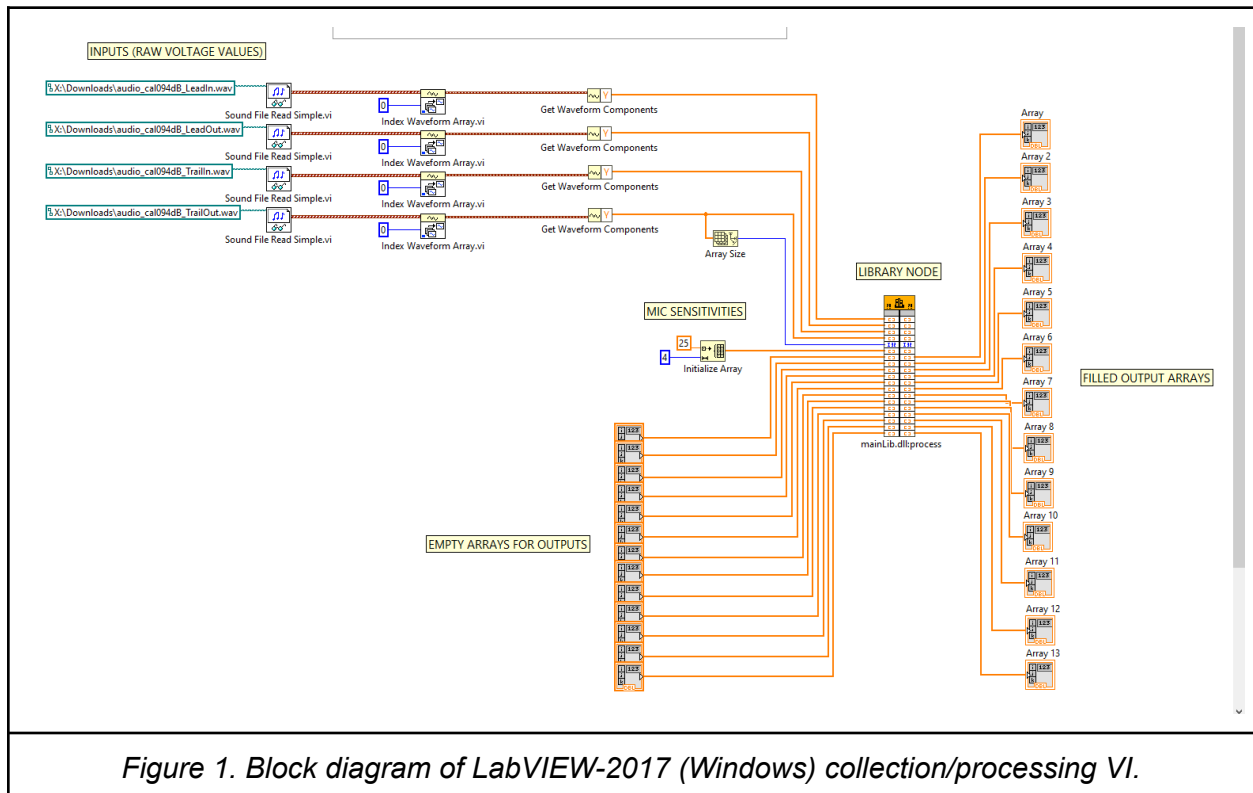 INPUTS (RAW VOLTAGE VALUES)
X:\Downloads\audio_cal094dB_LeadIn.wav
Sound File Read Simple.vi
0
Index Waveform Array.vi
Y
Get Waveform Components
X:\Downloads\audio_cal094dB_LeadOut.wav
Sound File Read Simple.vi
0
Index Waveform Array.vi
Y
Get Waveform Components
X:\Downloads\audio_cal094dB_TrailIn.wav
Sound File Read Simple.vi
0
Index Waveform Array.vi
Y
Get Waveform Components
X:\Downloads\audio_cal094dB_TrailOut.wav
Sound File Read Simple.vi
0
Index Waveform Array.vi
Y
Get Waveform Components
Array Size
MIC SENSITIVITIES
25
4
Initialize Array
LIBRARY NODE
mainLib.dll:process
EMPTY ARRAYS FOR OUTPUTS
Array
Array 2
Array 3
Array 4
Array 5
Array 6
Array 7
Array 8
Array 9
Array 10
Array 11
Array 12
Array 13
FILLED OUTPUT ARRAYS
Figure 1. Block diagram of LabVIEW-2017 (Windows) collection/processing VI.